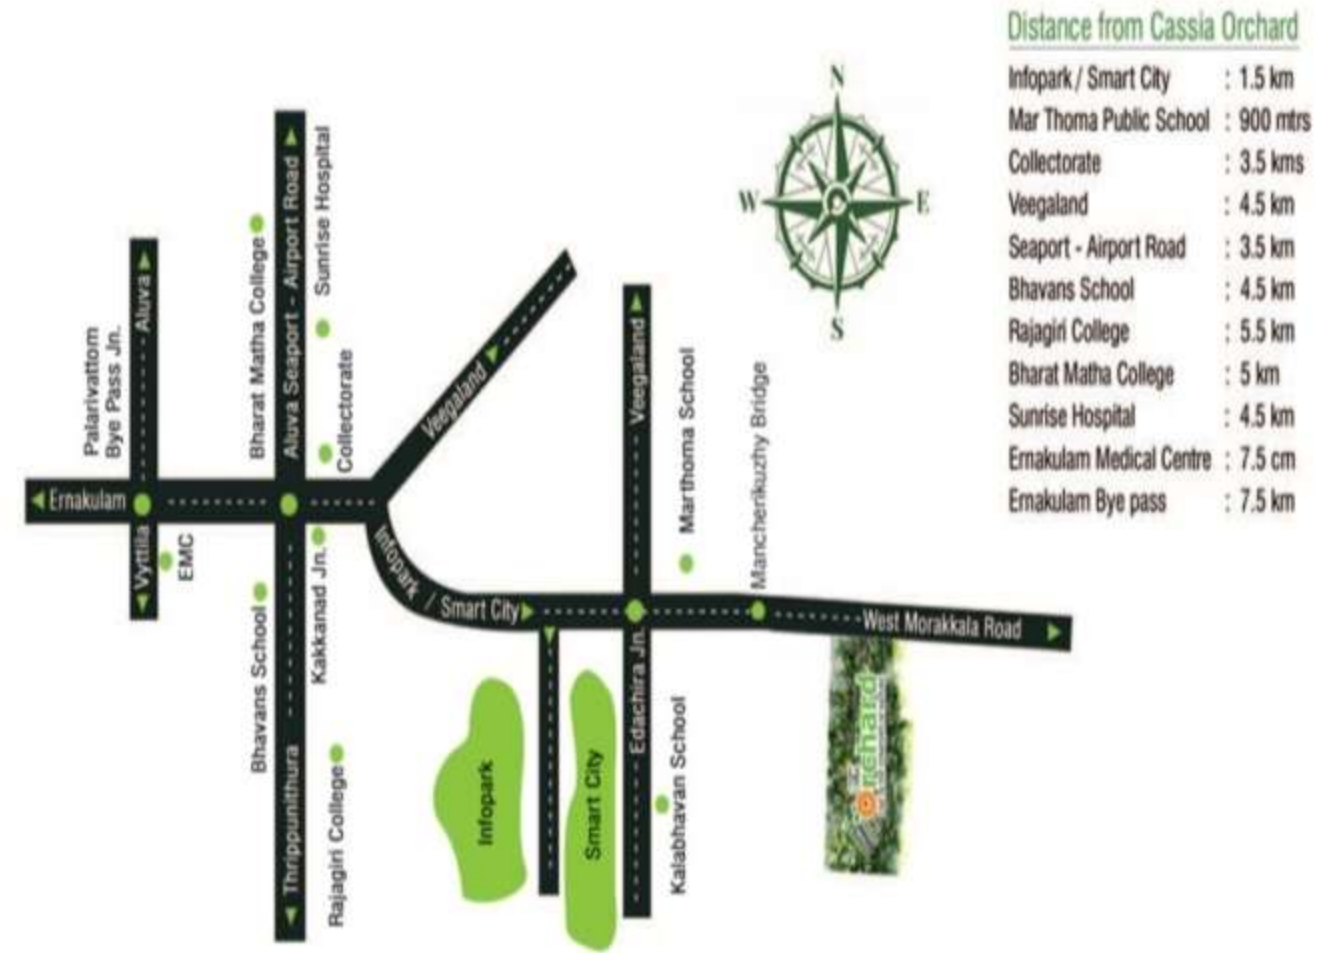 Distance from Cassia Orchard
Infopark / Smart City : 1.5 km
Mar Thoma Public School : 900 mtrs
Collectorate : 3.5 kms
Veegaland : 4.5 km
Seaport - Airport Road : 3.5 km
Bhavans School : 4.5 km
Rajagiri College : 5.5 km
Bharat Matha College : 5 km
Sunrise Hospital : 4.5 km
Ernakulam Medical Centre : 7.5 cm
Ernakulam Bye pass : 7.5 km
N
W
E
S
Palarivattom
Bye Pass Jn.
Aluva
Bharat Matha College
Aluva Seaport - Airport Road
Sunrise Hospital
Collectorate
Veegaland
Veegaland
Marthoma School
Mancherikuzhy Bridge
Ernakulam
Vyttila
EMC
Bhavans School
Kakkanad Jn.
Thrippunithura
Rajagiri College
Infopark / Smart City
Infopark
Smart City
Edachira Jn.
Kalabhavan School
West Morakkala Road
Orchard